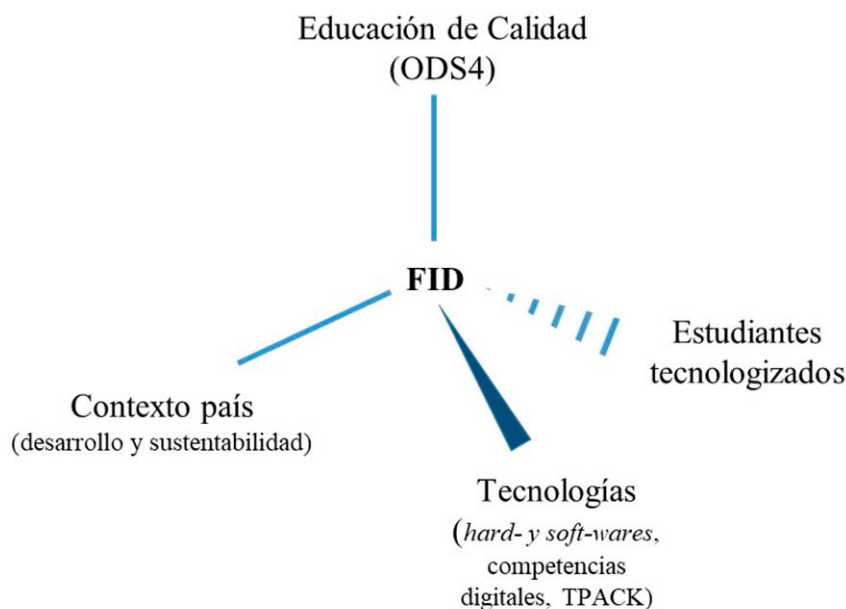 Educación de Calidad
(ODS4)
FID
Estudiantes
tecnologizados
Contexto país
(desarrollo y sustentabilidad)
Tecnologías
(hard- y soft-wares,
competencias
digitales, TPACK)